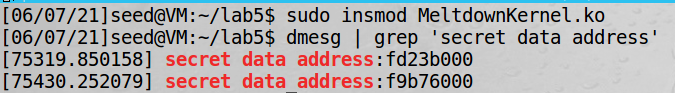 [06/07/21]seed@VM:~/lab5$ sudo insmod MeltdownKernel.ko
[06/07/21]seed@VM:~/lab5$ dmesg | grep 'secret data address'
[75319.850158] secret data address:fd23b000
[75430.252079] secret data address:f9b76000